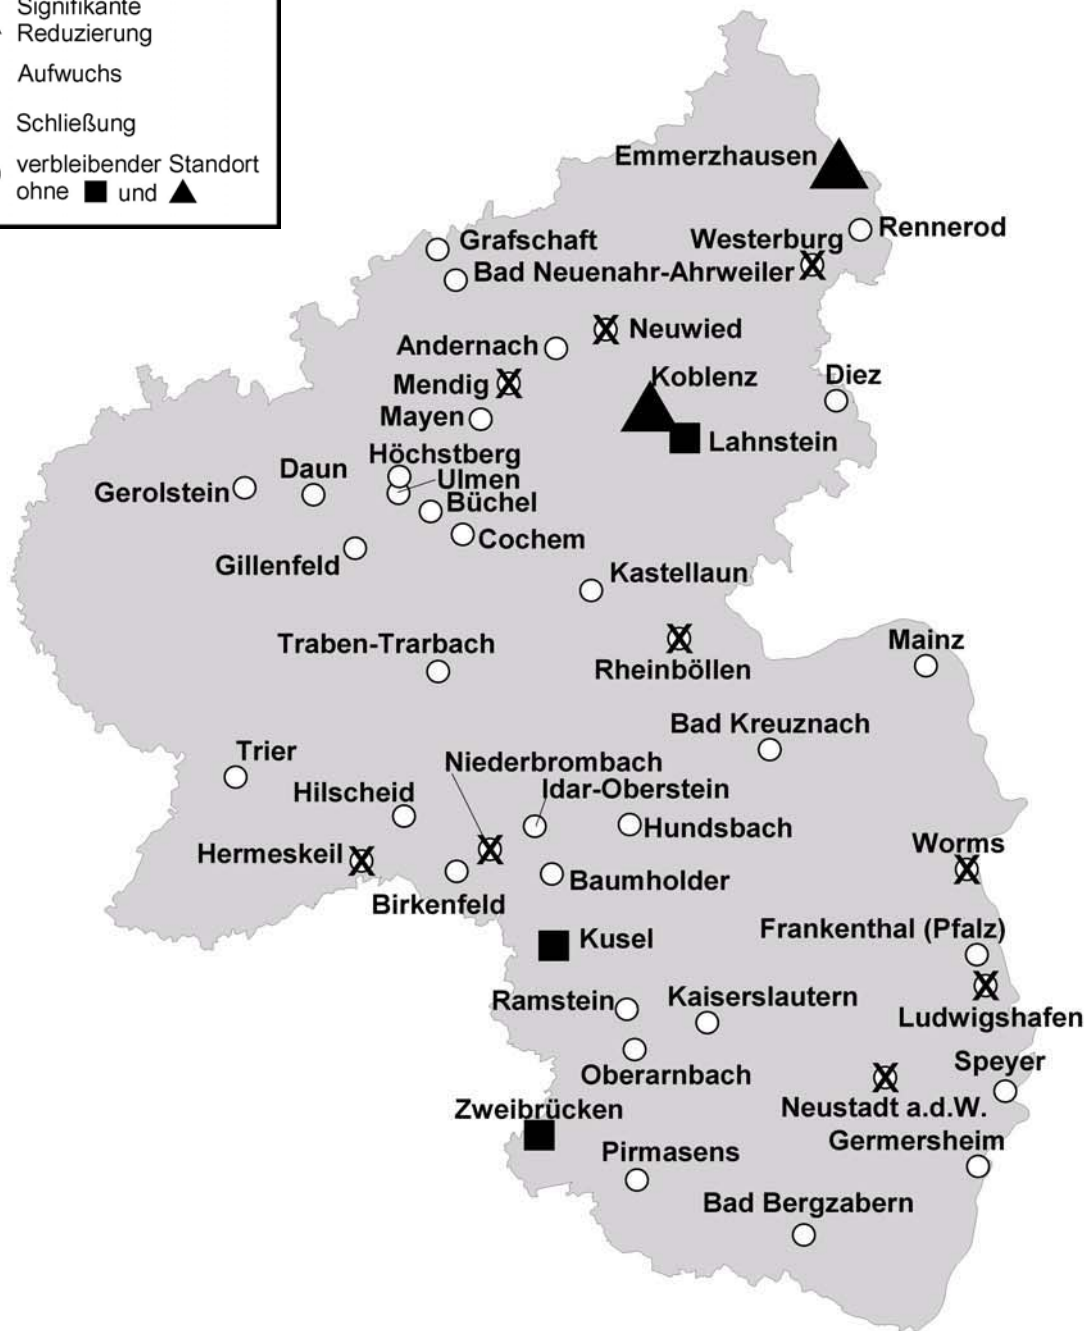 Signifikante
Reduzierung
Aufwuchs
Schließung
verbleibender Standort
ohne ■ und ▲
Emmerzhausen
Rennerod
Westerburg
Grafschaft
Bad Neuenahr-Ahrweiler
Neuwied
Andernach
Koblenz
Diez
Mendig
Mayen
Lahnstein
Höchstberg
Daun
Ulmen
Gerolstein
Büchel
Cochem
Gillenfeld
Kastellaun
Traben-Trarbach
Mainz
Rheinböllen
Bad Kreuznach
Trier
Niederbrombach
Hilscheid
Idar-Oberstein
Hundsbach
Hermeskeil
Worms
Baumholder
Birkenfeld
Frankenthal (Pfalz)
Kusel
Ramstein
Kaiserslautern
Ludwigshafen
Oberarnbach
Speyer
Zweibrücken
Neustadt a.d.W.
Germersheim
Pirmasens
Bad Bergzabern